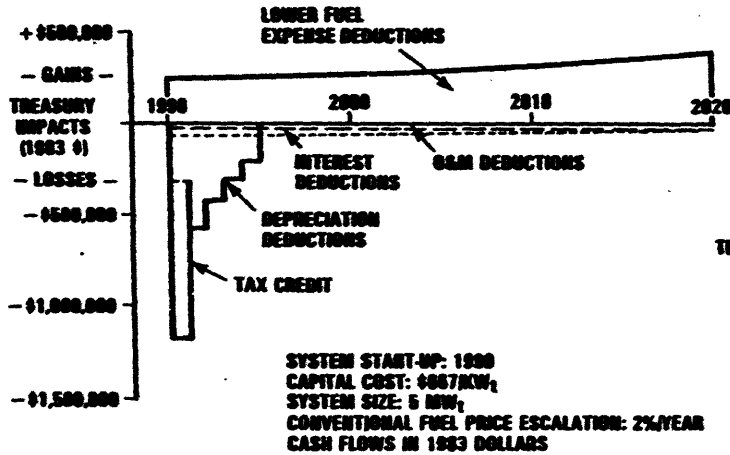 LOWER FUEL
EXPENSE DEDUCTIONS
+ $500,000
– GAINS –
1990
2000
2010
2020
TREASURY
IMPACTS
(1983 $)
– LOSSES –
INTEREST
DEDUCTIONS
O&M DEDUCTIONS
– $500,000
DEPRECIATION
DEDUCTIONS
TAX CREDIT
– $1,000,000
– $1,500,000
SYSTEM START-UP: 1990
CAPITAL COST: $667/KWt
SYSTEM SIZE: 5 MWt
CONVENTIONAL FUEL PRICE ESCALATION: 2%/YEAR
CASH FLOWS IN 1983 DOLLARS